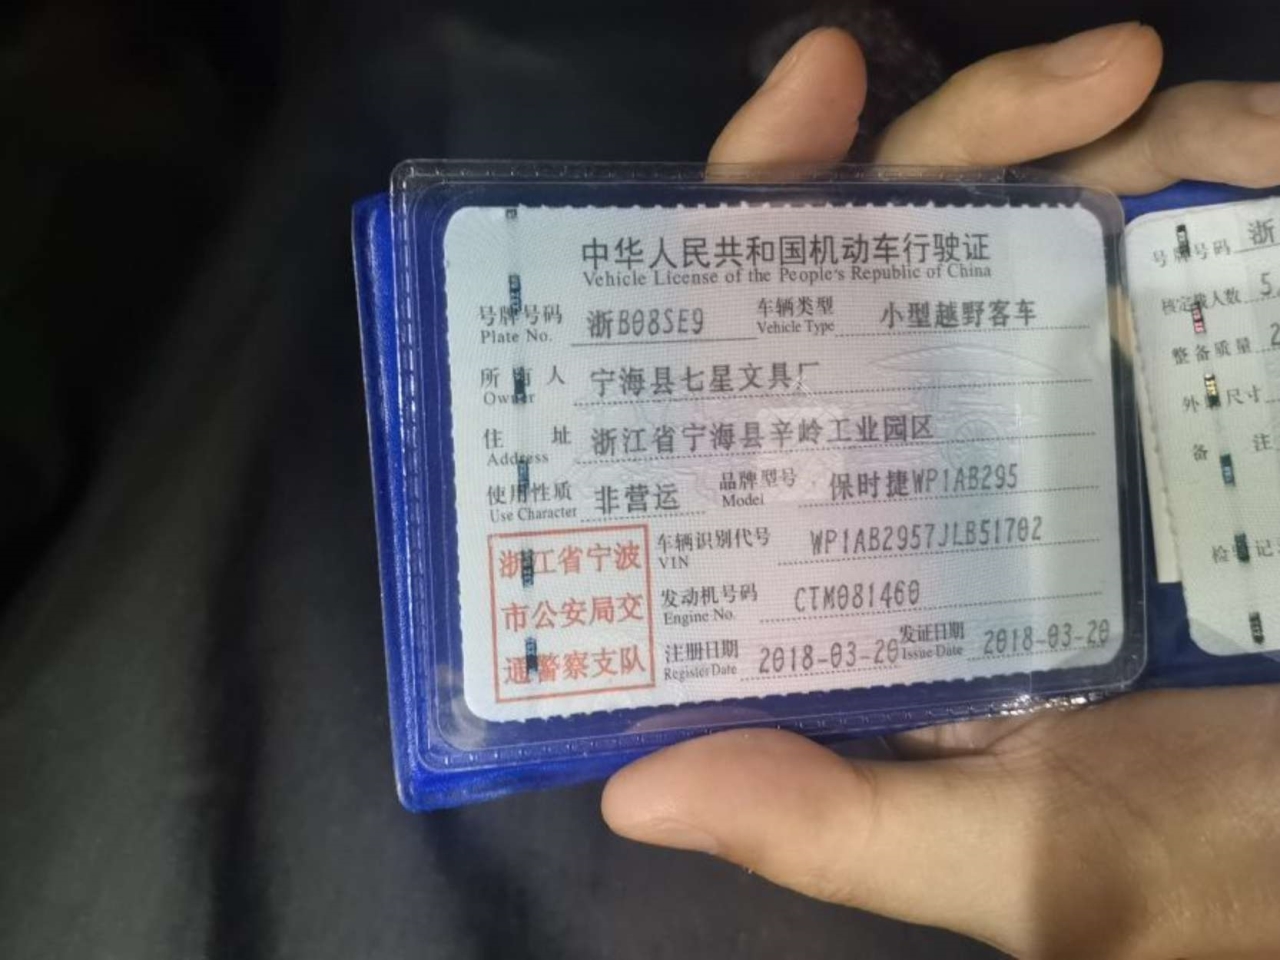 中华人民共和国机动车行驶证
Vehicle License of the People's Republic of China
号牌号码 浙B08SE9 车辆类型 小型越野客车
Plate No. Vehicle Type
所有人 宁海县七星文具厂
Owner
住址 浙江省宁海县辛岭工业园区
Address
使用性质 非营运 品牌型号 保时捷WP1AB295
Use Character Model
浙江省宁波
市公安局交
通警察支队
车辆识别代号 WP1AB2957JLB51702
VIN
发动机号码 CTM081460
Engine No.
注册日期 2018-03-20 发证日期 2018-03-20
Register Date Issue Date
号牌号码 浙
核定载人数 5
整备质量 2
外廓尺寸
备注
检验记